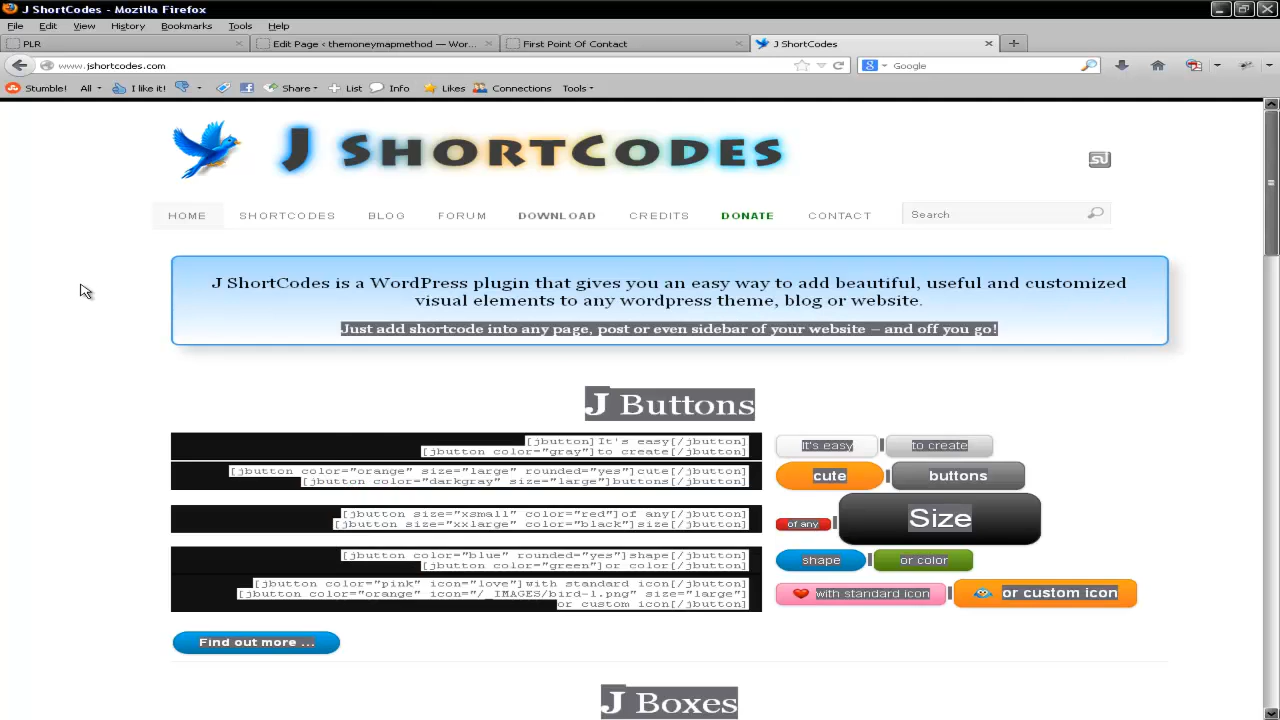 J ShortCodes - Mozilla Firefox
File Edit View History Bookmarks Tools Help
PLR
Edit Page ‹ themoneymapmethod — Wor...
First Point Of Contact
J ShortCodes
www.jshortcodes.com
Google
Stumble! All I like it! Share List Info Likes Connections Tools
J SHORTCODES
HOME SHORTCODES BLOG FORUM DOWNLOAD CREDITS DONATE CONTACT Search
J ShortCodes is a WordPress plugin that gives you an easy way to add beautiful, useful and customized
visual elements to any wordpress theme, blog or website.
Just add shortcode into any page, post or even sidebar of your website – and off you go!
J Buttons
[jbutton]It's easy[/jbutton]
[jbutton color="gray"]to create[/jbutton]
It's easy to create
[jbutton color="orange" size="large" rounded="yes"]cute[/jbutton]
[jbutton color="darkgray" size="large"]buttons[/jbutton]
cute buttons
[jbutton size="xsmall" color="red"]of any[/jbutton]
[jbutton size="xxlarge" color="black"]size[/jbutton]
of any Size
[jbutton color="blue" rounded="yes"]shape[/jbutton]
[jbutton color="green"]or color[/jbutton]
shape or color
[jbutton color="pink" icon="love"]with standard icon[/jbutton]
[jbutton color="orange" icon="/_IMAGES/bird-1.png" size="large"]
or custom icon[/jbutton]
with standard icon or custom icon
Find out more ...
J Boxes